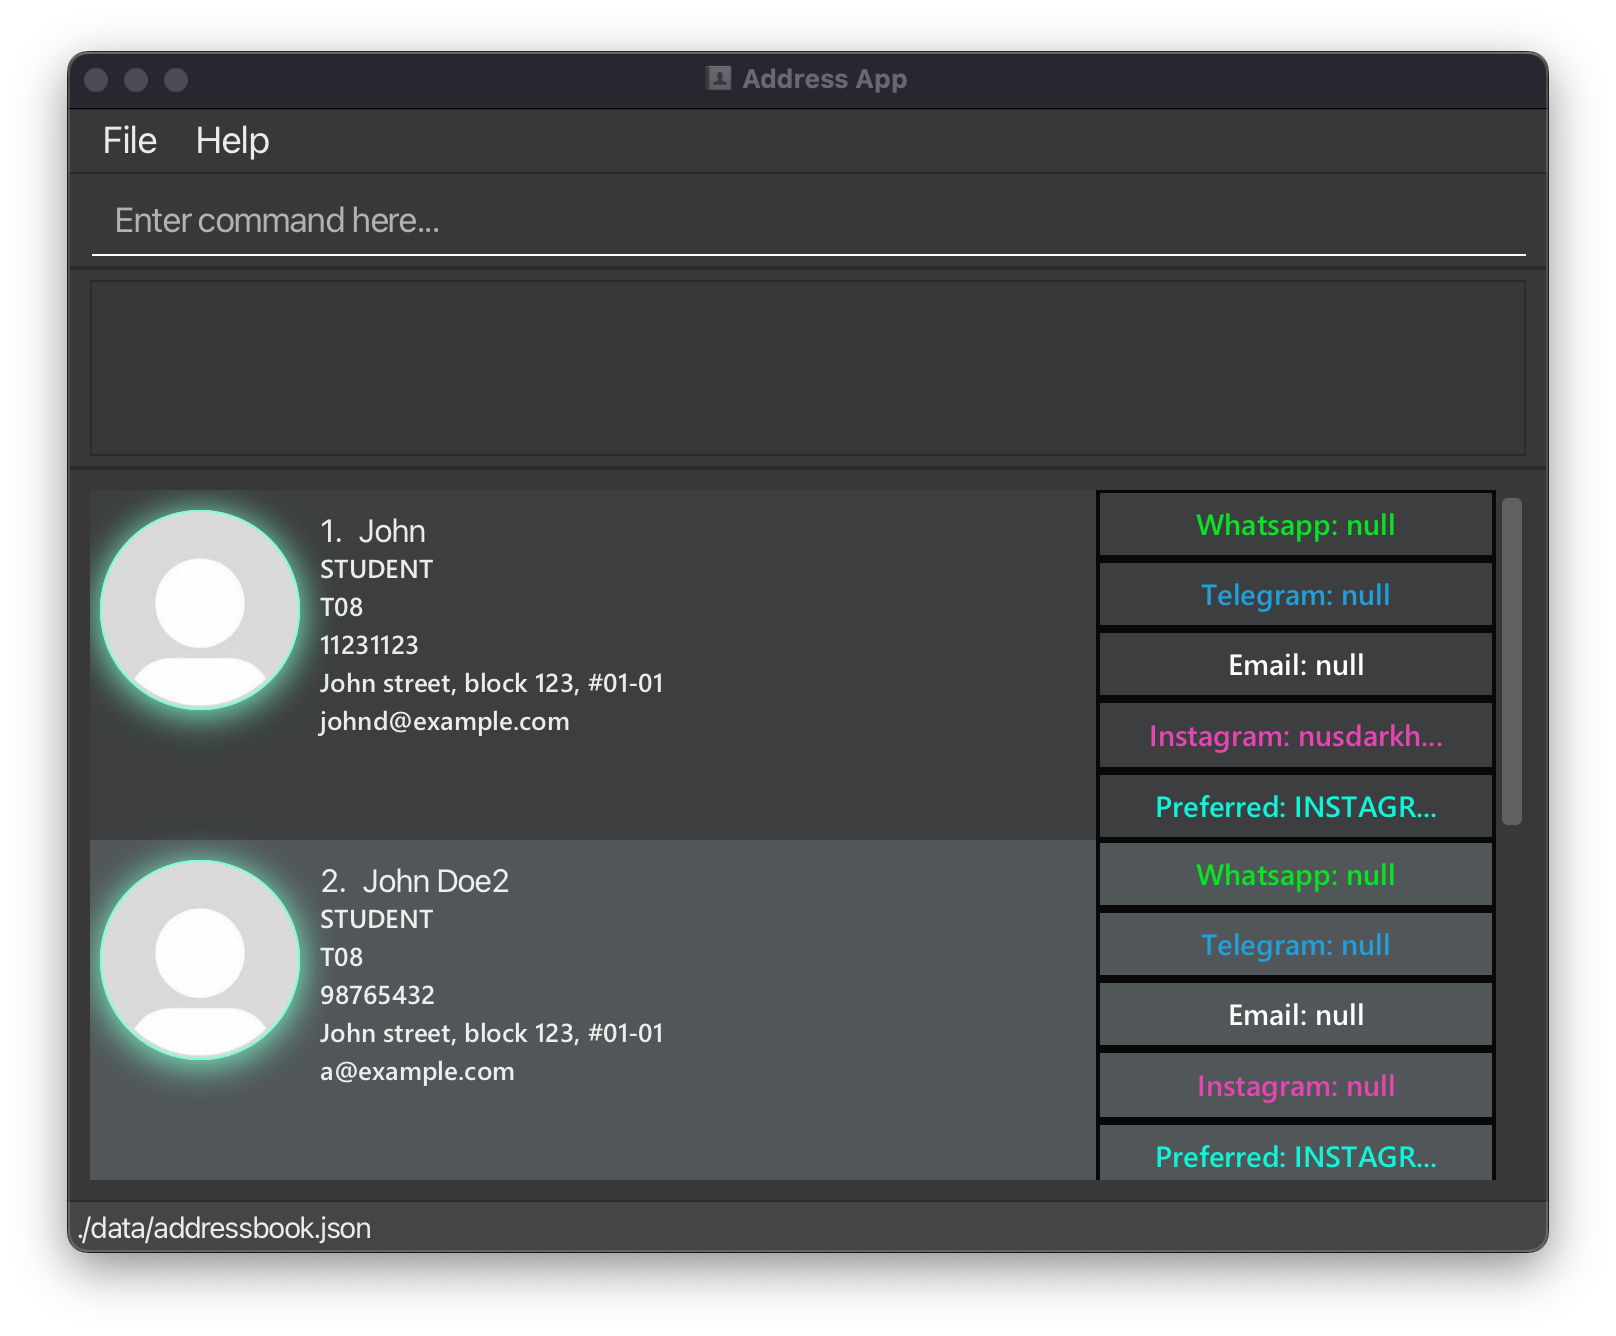 Address App
File Help
Enter command here...
1. John
STUDENT
T08
11231123
John street, block 123, #01-01
johnd@example.com
Whatsapp: null
Telegram: null
Email: null
Instagram: nusdarkh...
Preferred: INSTAGR...
2. John Doe2
STUDENT
T08
98765432
John street, block 123, #01-01
a@example.com
Whatsapp: null
Telegram: null
Email: null
Instagram: null
Preferred: INSTAGR...
./data/addressbook.json